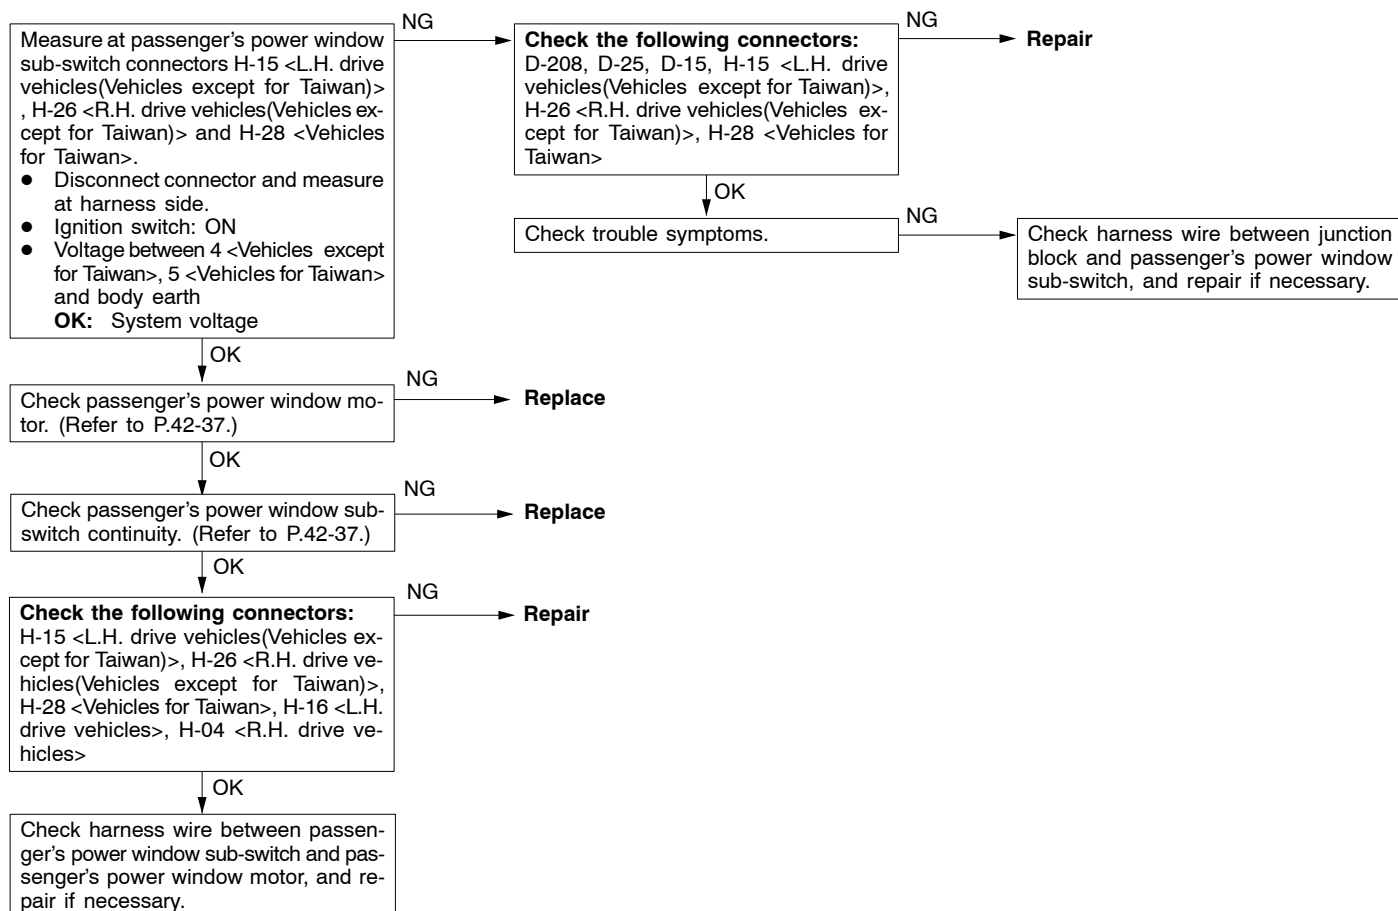 Measure at passenger's power window
sub-switch connectors H-15 <L.H. drive
vehicles(Vehicles except for Taiwan)>
, H-26 <R.H. drive vehicles(Vehicles ex-
cept for Taiwan)> and H-28 <Vehicles
for Taiwan>.
● Disconnect connector and measure
at harness side.
● Ignition switch: ON
● Voltage between 4 <Vehicles except
for Taiwan>, 5 <Vehicles for Taiwan>
and body earth
OK: System voltage
NG
Check the following connectors:
D-208, D-25, D-15, H-15 <L.H. drive
vehicles(Vehicles except for Taiwan)>,
H-26 <R.H. drive vehicles(Vehicles ex-
cept for Taiwan)>, H-28 <Vehicles for
Taiwan>
NG
Repair
OK
Check trouble symptoms.
NG
Check harness wire between junction
block and passenger's power window
sub-switch, and repair if necessary.
OK
Check passenger's power window mo-
tor. (Refer to P.42-37.)
NG
Replace
OK
Check passenger's power window sub-
switch continuity. (Refer to P.42-37.)
NG
Replace
OK
Check the following connectors:
H-15 <L.H. drive vehicles(Vehicles ex-
cept for Taiwan)>, H-26 <R.H. drive ve-
hicles(Vehicles except for Taiwan)>,
H-28 <Vehicles for Taiwan>, H-16 <L.H.
drive vehicles>, H-04 <R.H. drive ve-
hicles>
NG
Repair
OK
Check harness wire between passen-
ger's power window sub-switch and pas-
senger's power window motor, and re-
pair if necessary.